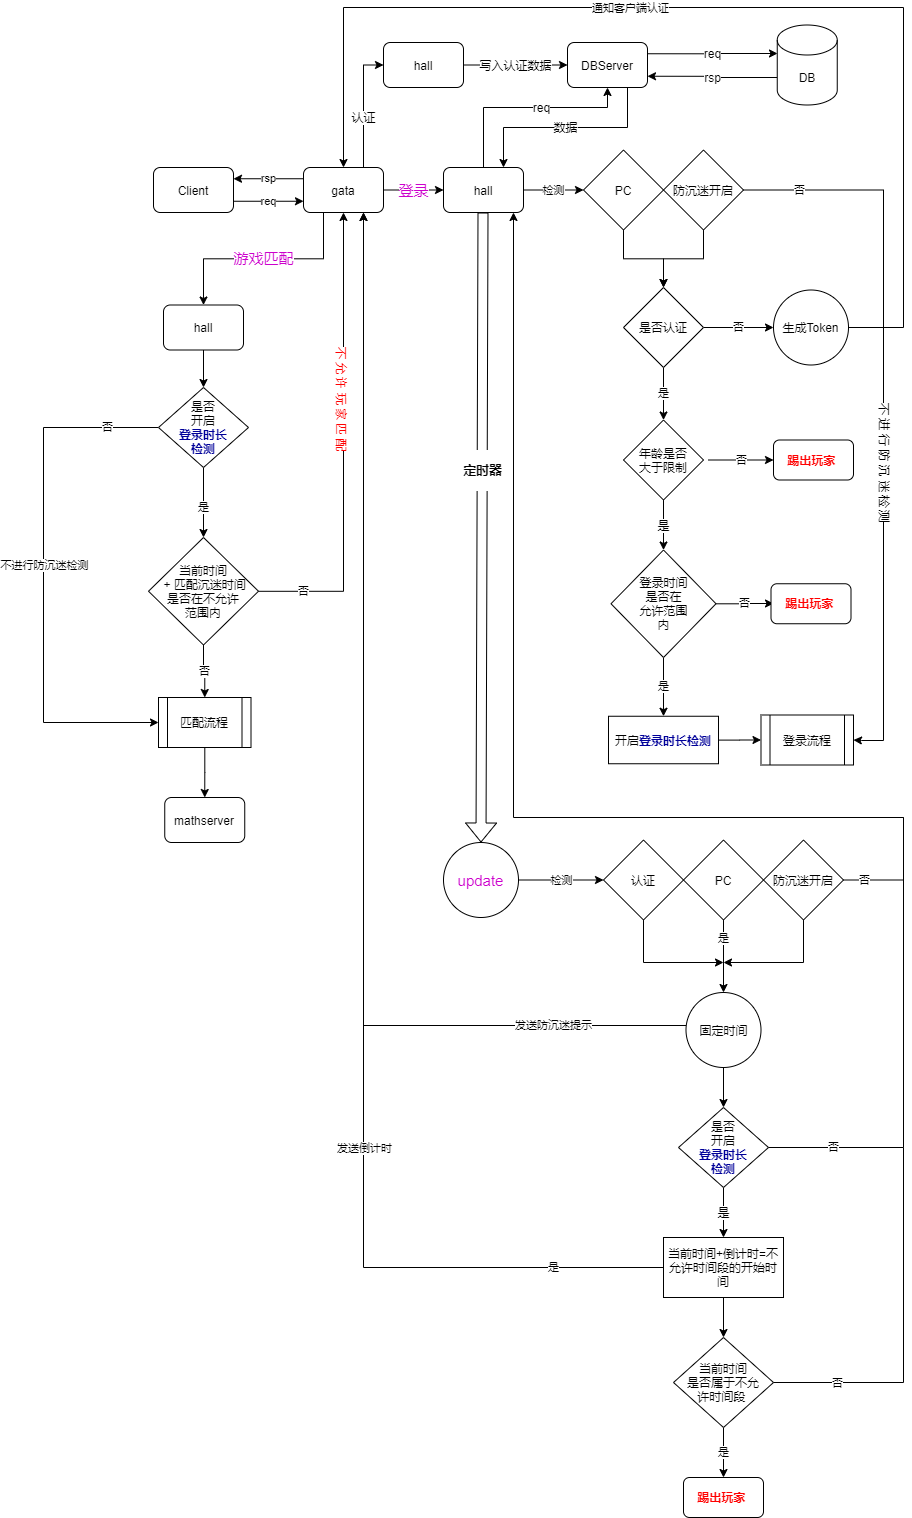 通知客户端认证
hall
写入认证数据
DBServer
req
rsp
DB
认证
req
数据
Client
rsp
req
gata
登录
hall
检测
PC
防沉迷开启
否
游戏匹配
hall
是否认证
否
生成Token
不允许玩家匹配
是否
开启
登录时长
检测
否
是
不进行防沉迷检测
是
年龄是否
大于限制
否
踢出玩家
不进行防沉迷检测
定时器
是
当前时间
+ 匹配沉迷时间
是否在不允许
范围内
否
登录时间
是否在
允许范围
内
否
踢出玩家
否
是
匹配流程
开启登录时长检测
登录流程
mathserver
update
检测
认证
PC
防沉迷开启
否
是
发送防沉迷提示
固定时间
发送倒计时
是否
开启
登录时长
检测
否
是
当前时间+倒计时=不
允许时间段的开始时
间
是
当前时间
是否属于不允
许时间段
否
是
踢出玩家